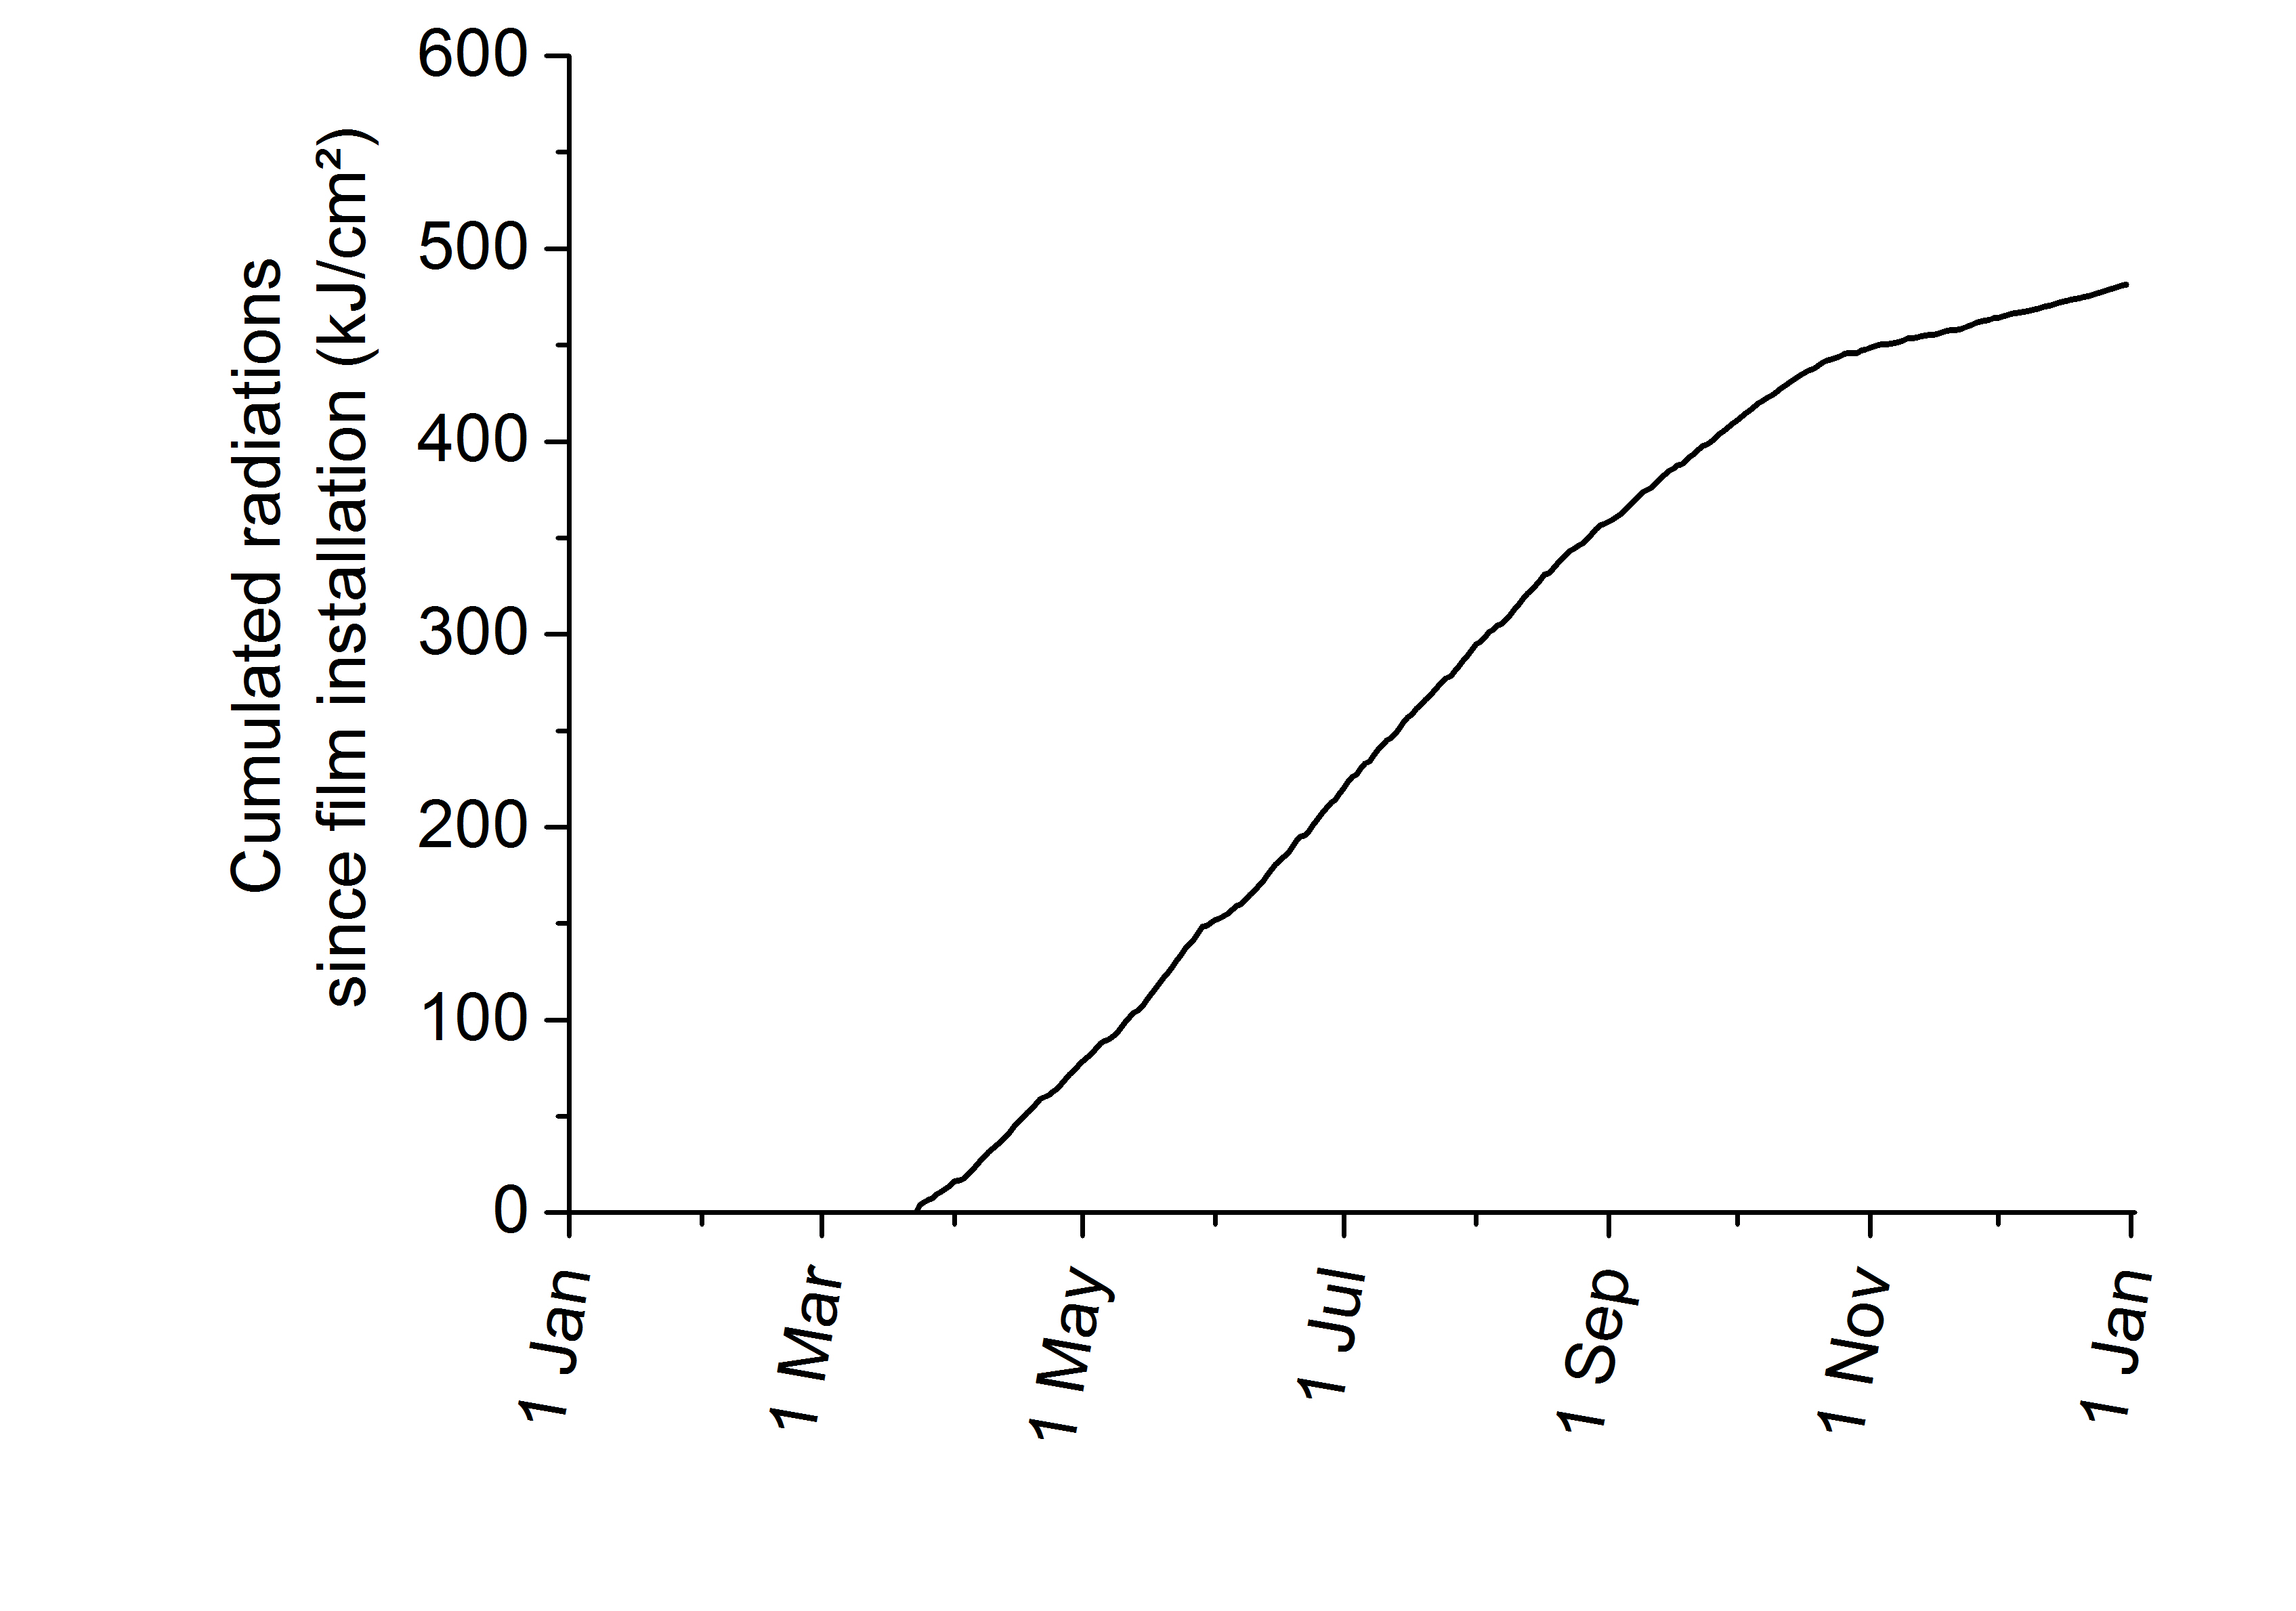 Cumulated radiations
since film installation (kJ/cm²)
600
500
400
300
200
100
0
1 Jan
1 Mar
1 May
1 Jul
1 Sep
1 Nov
1 Jan